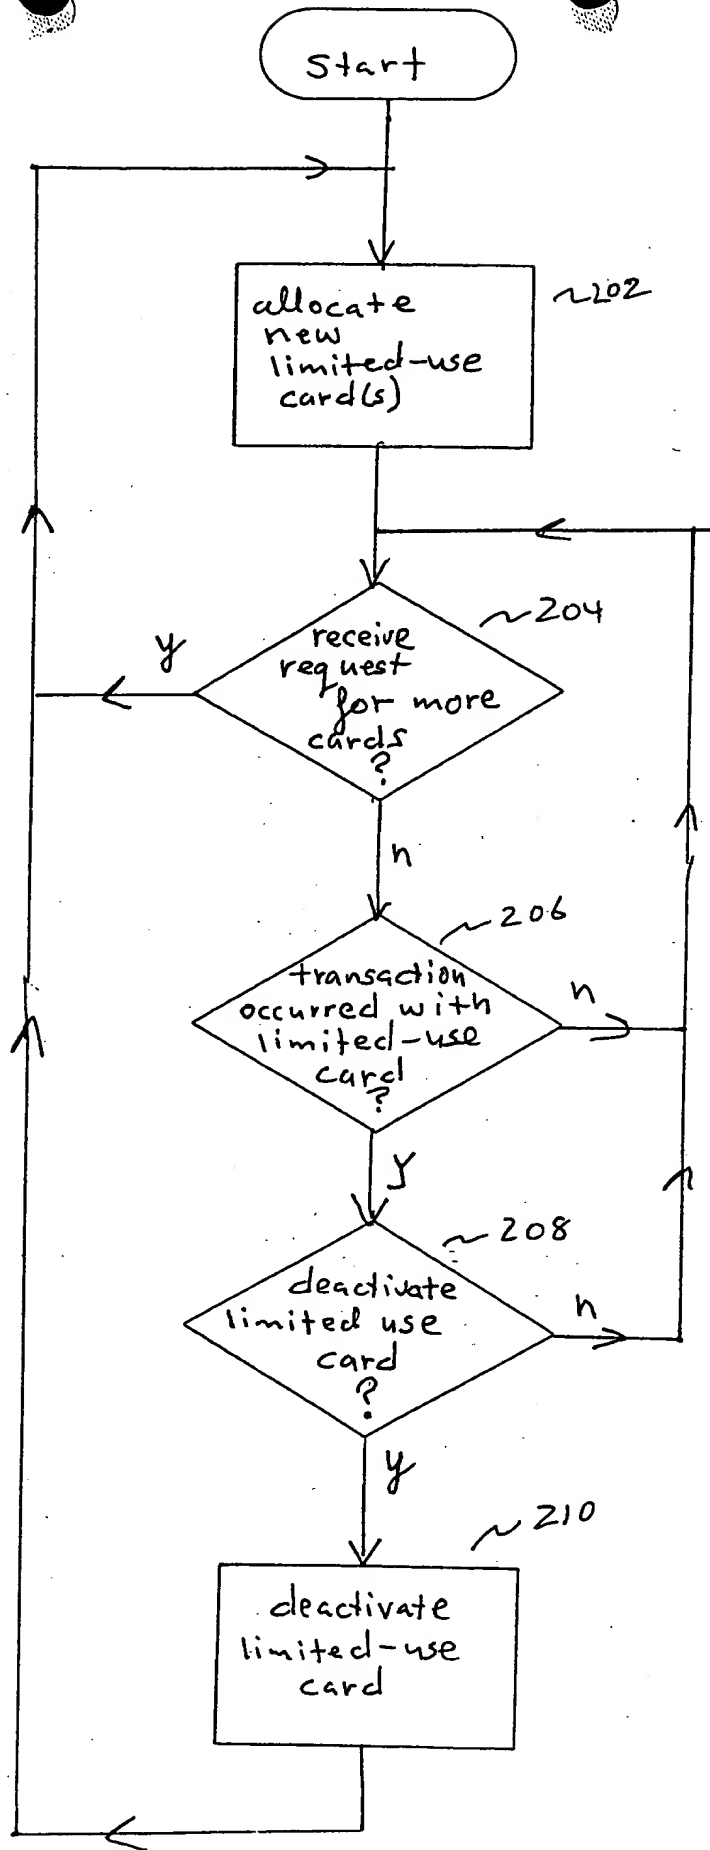 start
allocate
new
limited-use
card(s)
202
204
receive
request
for more
cards
?
y
n
206
transaction
occurred with
limited-use
card
?
n
y
208
deactivate
limited use
card
?
n
y
210
deactivate
limited-use
card